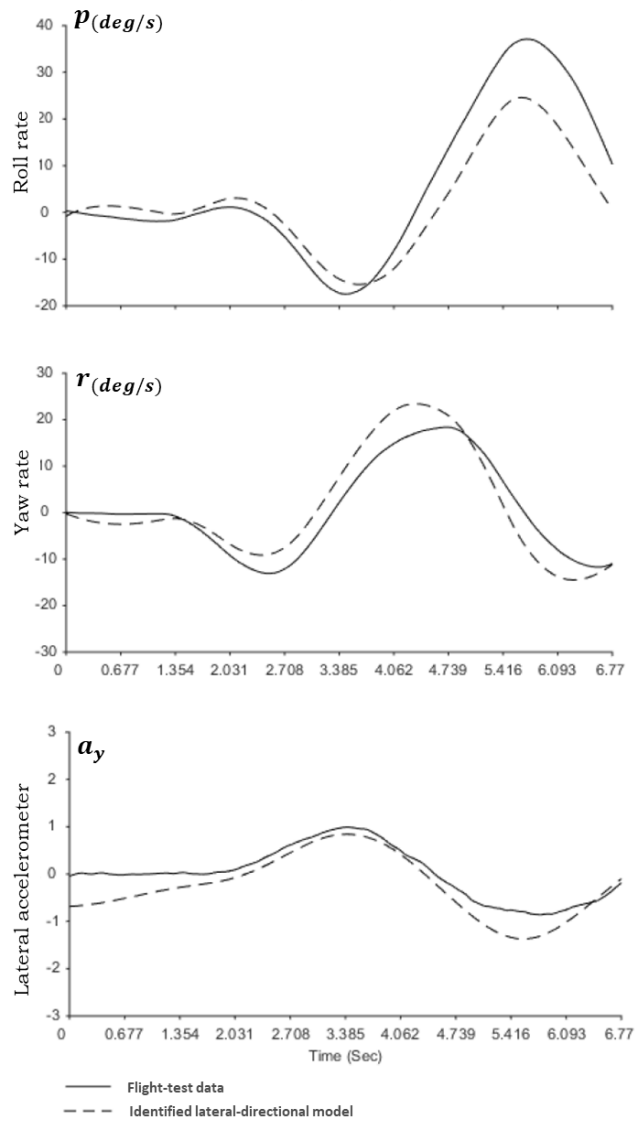 p(deg/s)
40
30
20
10
0
-10
-20
Roll rate
r(deg/s)
30
20
10
0
-10
-20
-30
Yaw rate
0 0.677 1.354 2.031 2.708 3.385 4.062 4.739 5.416 6.093 6.77
ay
3
2
1
0
-1
-2
-3
Lateral accelerometer
0 0.677 1.354 2.031 2.708 3.385 4.062 4.739 5.416 6.093 6.77
Time (Sec)
Flight-test data
Identified lateral-directional model